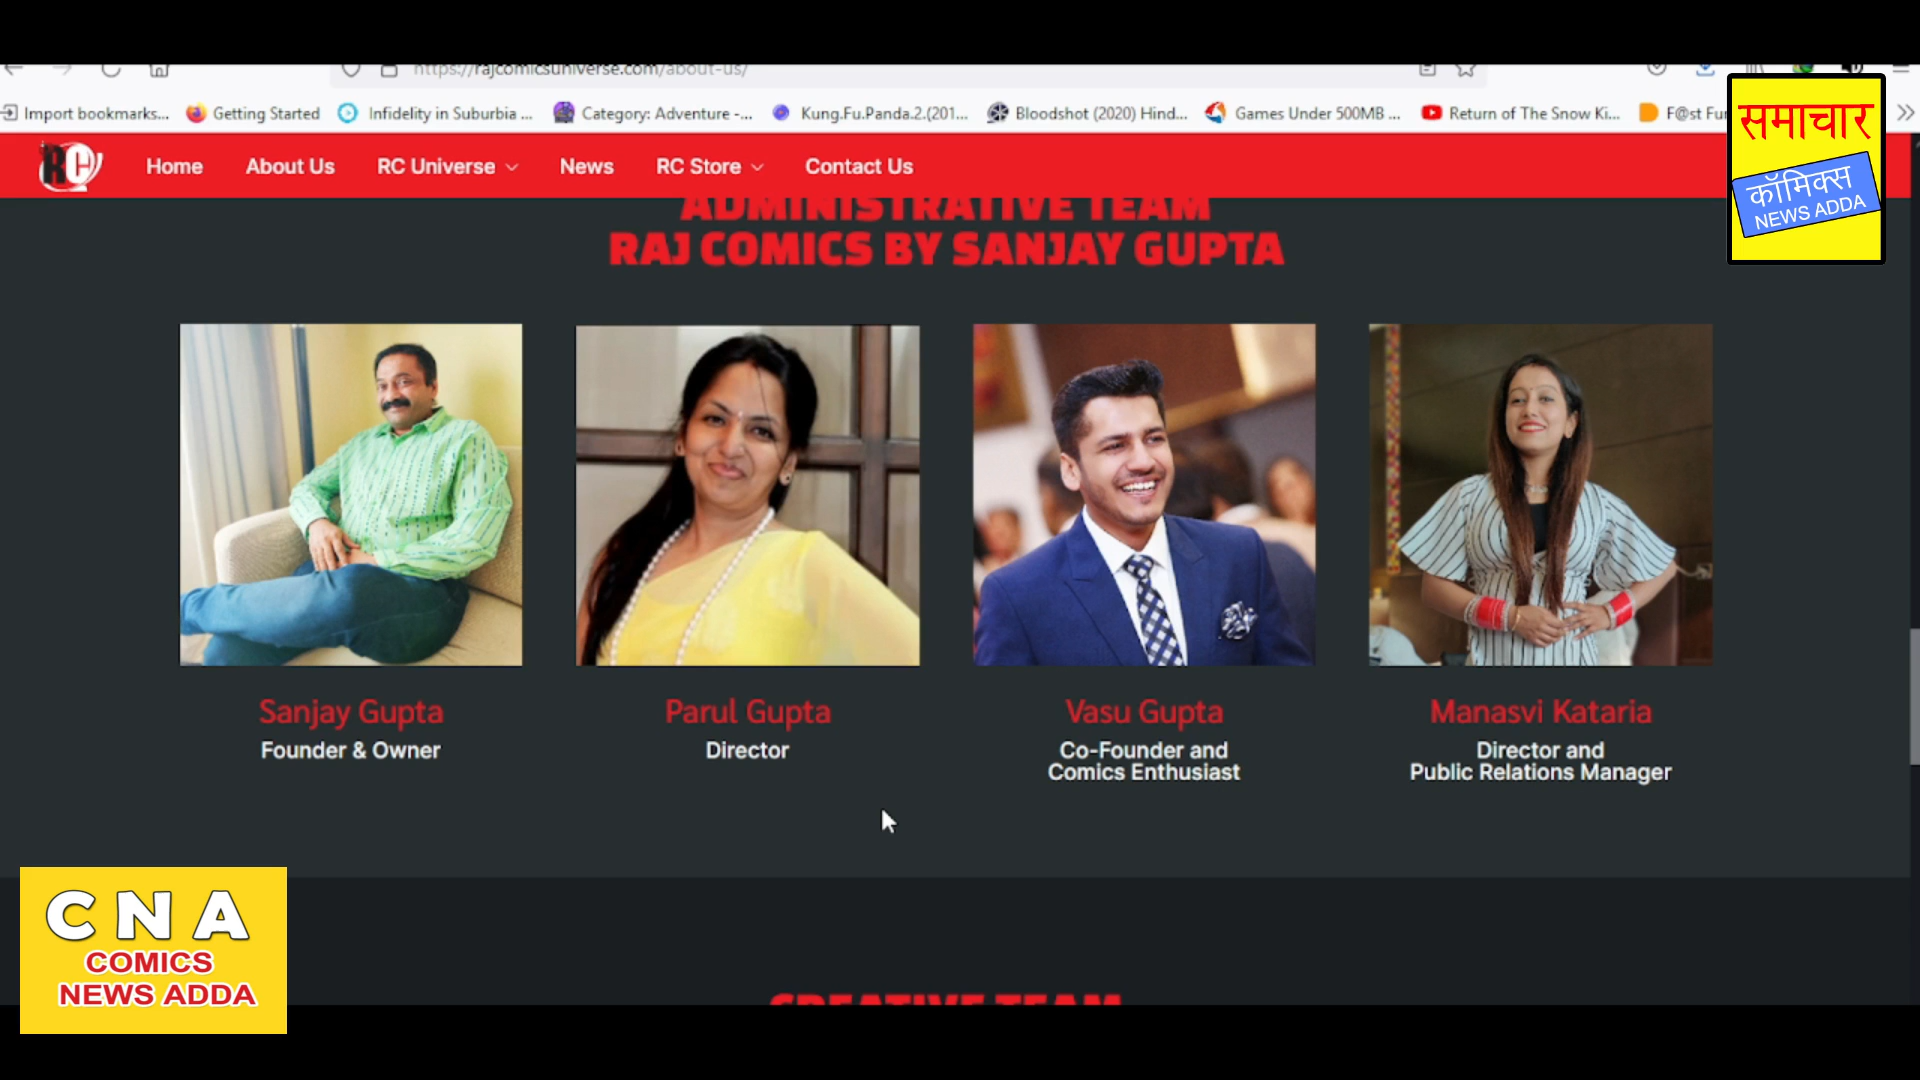 https://rajcomicsuniverse.com/about-us/
Import bookmarks... Getting Started Infidelity in Suburbia ... Category: Adventure -... Kung.Fu.Panda.2.(201... Bloodshot (2020) Hind... Games Under 500MB ... Return of The Snow Ki... F@st Fur
समाचार
कॉमिक्स
NEWS ADDA
RC Home About Us RC Universe News RC Store Contact Us
ADMINISTRATIVE TEAM
RAJ COMICS BY SANJAY GUPTA
Sanjay Gupta Parul Gupta Vasu Gupta Manasvi Kataria
Founder & Owner Director Co-Founder and Director and
Comics Enthusiast Public Relations Manager
CNA
COMICS
NEWS ADDA
CREATIVE TEAM